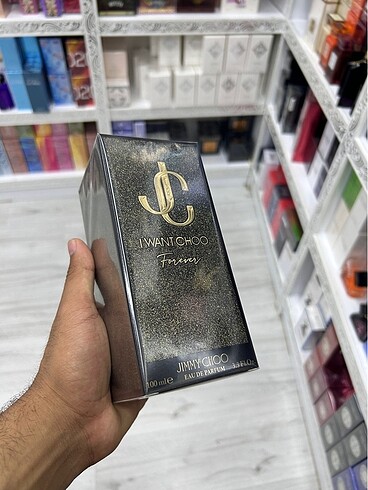 JC
I WANT CHOO
Forever
JIMMY CHOO
100 ml e 3.3 Fl.Oz.
EAU DE PARFUM